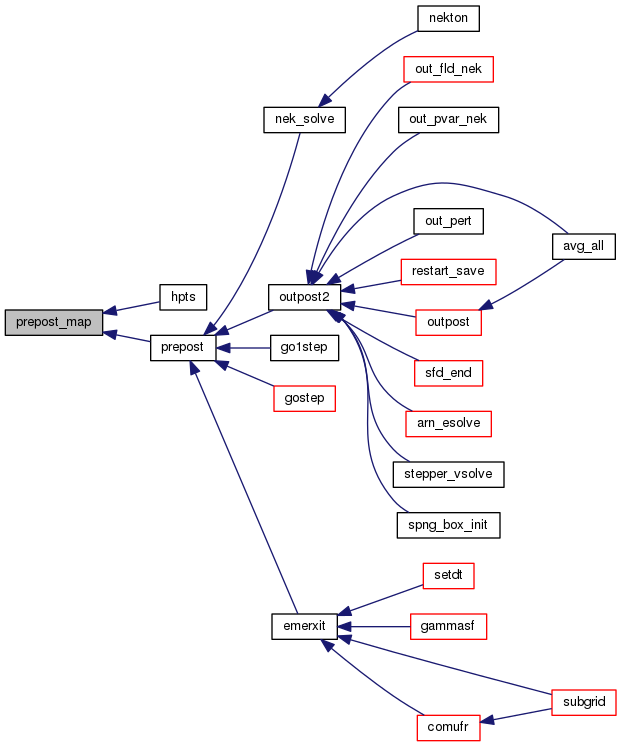 nekton
out_fld_nek
nek_solve
out_pvar_nek
out_pert
avg_all
restart_save
hpts
outpost2
prepost_map
outpost
prepost
go1step
sfd_end
gostep
arn_esolve
stepper_vsolve
spng_box_init
setdt
emerxit
gammasf
subgrid
comufr